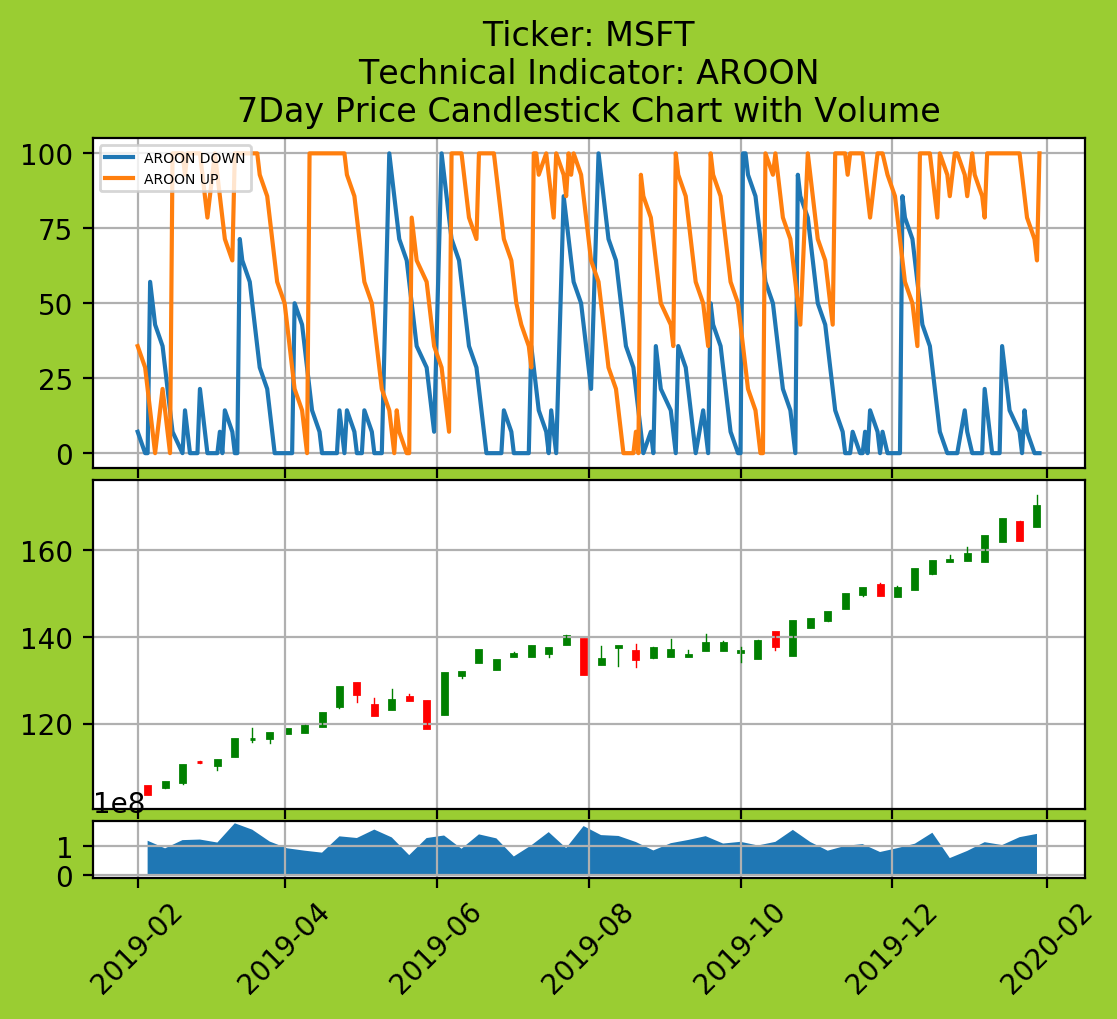 Ticker: MSFT
Technical Indicator: AROON
7Day Price Candlestick Chart with Volume
100
75
50
25
0
AROON DOWN
AROON UP
160
140
120
1e8
1
0
2019-02
2019-04
2019-06
2019-08
2019-10
2019-12
2020-02